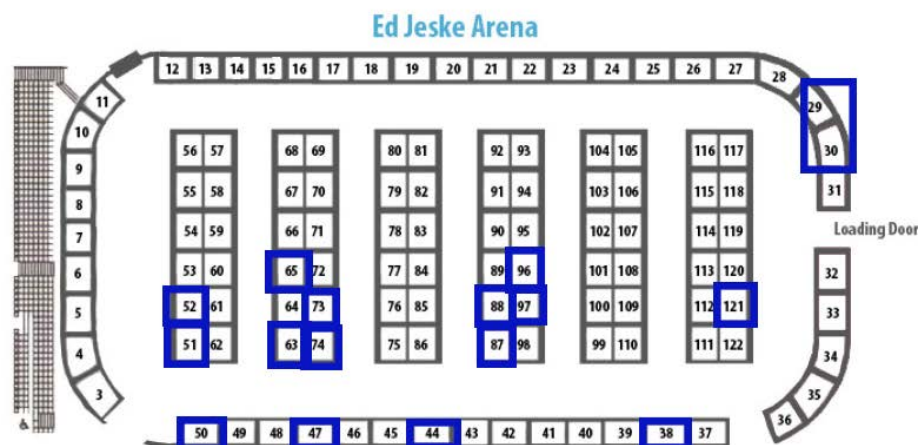 Ed Jeske Arena
12 13 14 15 16 17 18 19 20 21 22 23 24 25 26 27 28
11 29
10 56 57 68 69 80 81 92 93 104 105 116 117 30
9 55 58 67 70 79 82 91 94 103 106 115 118 31
8 54 59 66 71 78 83 90 95 102 107 114 119 Loading Door
7
6 53 60 65 72 77 84 89 96 101 108 113 120 32
5 52 61 64 73 76 85 88 97 100 109 112 121 33
4 51 62 63 74 75 86 87 98 99 110 111 122 34
3 35
36
50 49 48 47 46 45 44 43 42 41 40 39 38 37